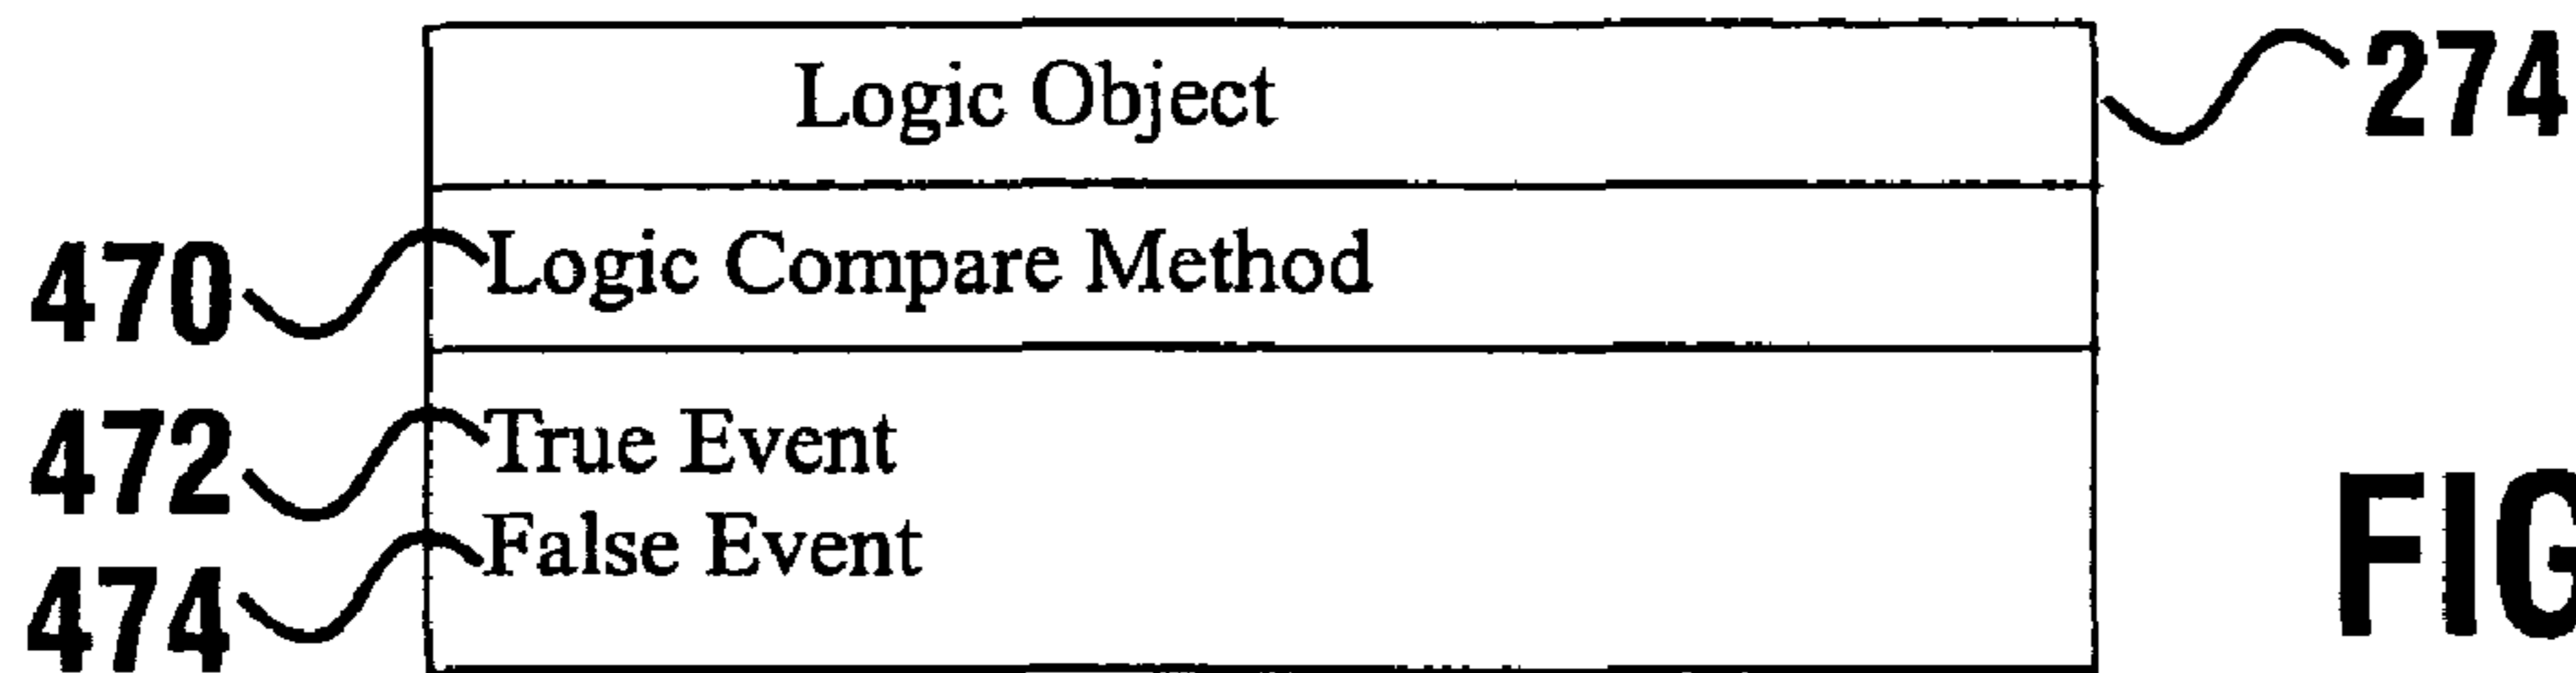 Logic Object 274
470 Logic Compare Method
472 True Event
474 False Event
FIG